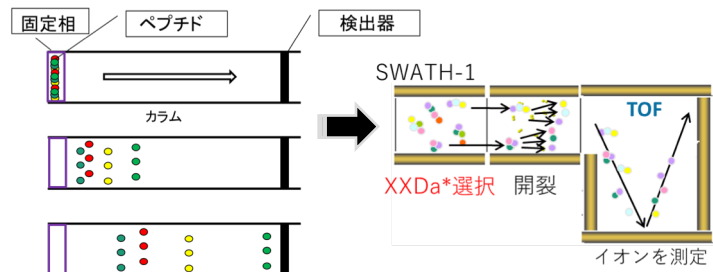 固定相
ペプチド
検出器
カラム
SWATH-1
TOF
XXDa*選択
開裂
イオンを測定